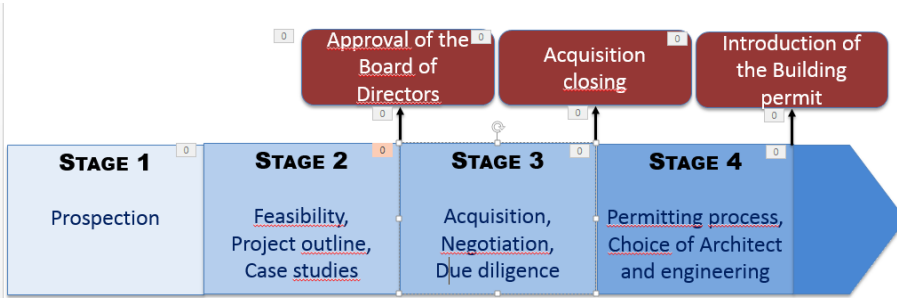 0
Approval of the
Board of
Directors
0
Acquisition
closing
0
Introduction of
the Building
permit
0
0
0
STAGE 1
0
STAGE 2
0
STAGE 3
0
STAGE 4
0
Prospection
Feasibility,
Project outline,
Case studies
Acquisition,
Negotiation,
Due diligence
Permitting process,
Choice of Architect
and engineering